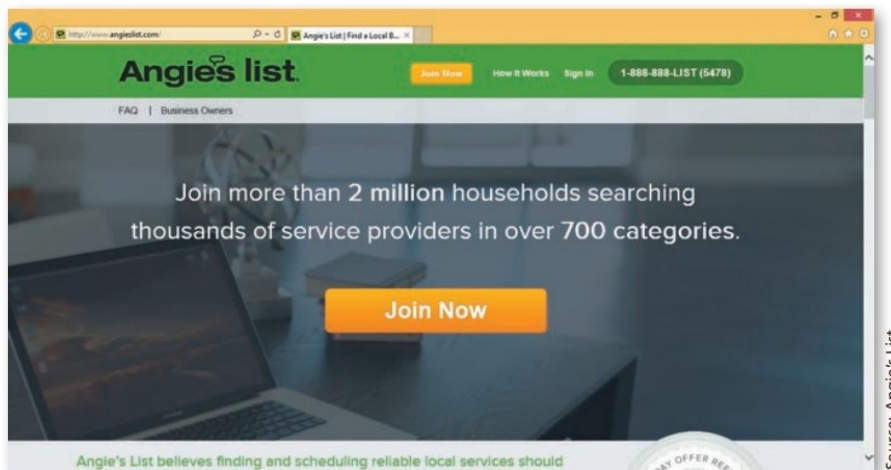 http://www.angieslist.com/
Angie's List | Find a Local B...
Angie's list.
Join Now
How It Works
Sign In
1-888-888-LIST (5478)
FAQ | Business Owners
Join more than 2 million households searching
thousands of service providers in over 700 categories.
Join Now
Angie's List believes finding and scheduling reliable local services should
OFFER
Angie's List